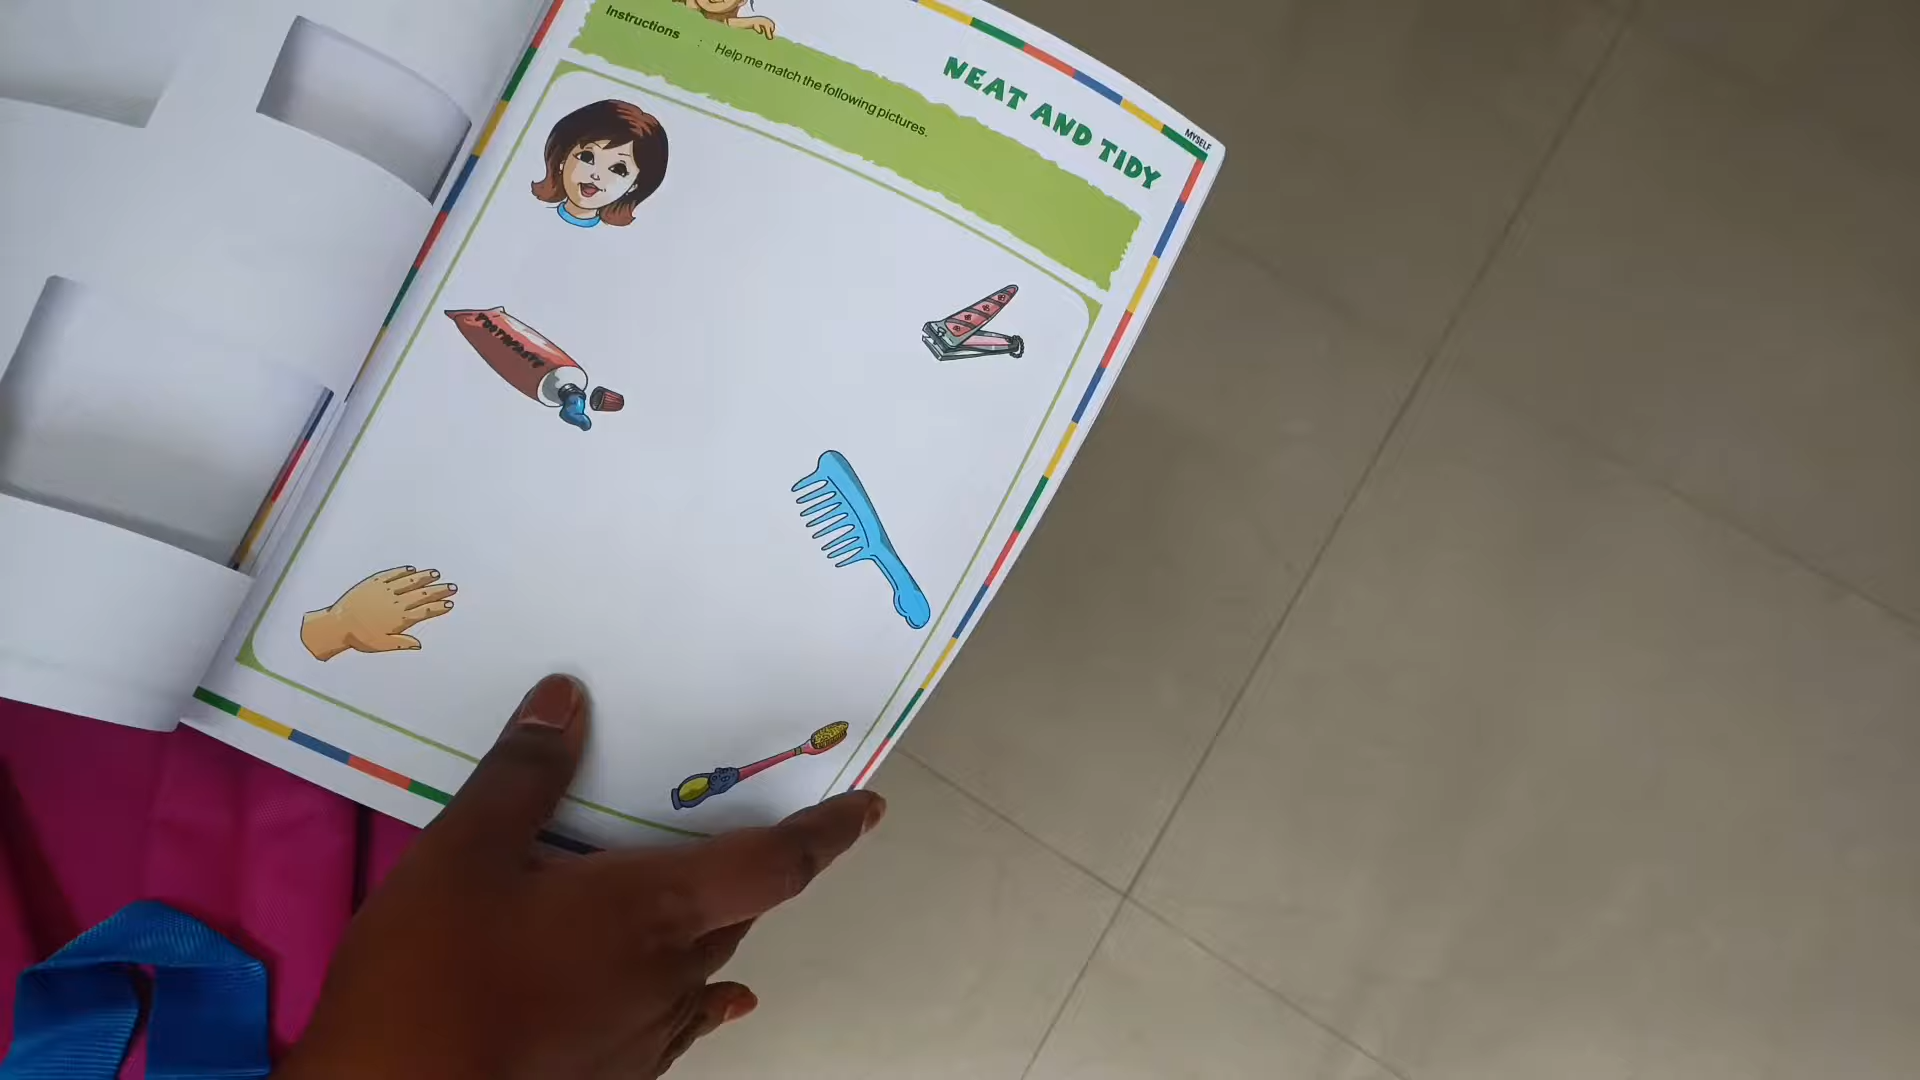 MYSELF
NEAT AND TIDY
Instructions : Help me match the following pictures.
TOOTHPASTE